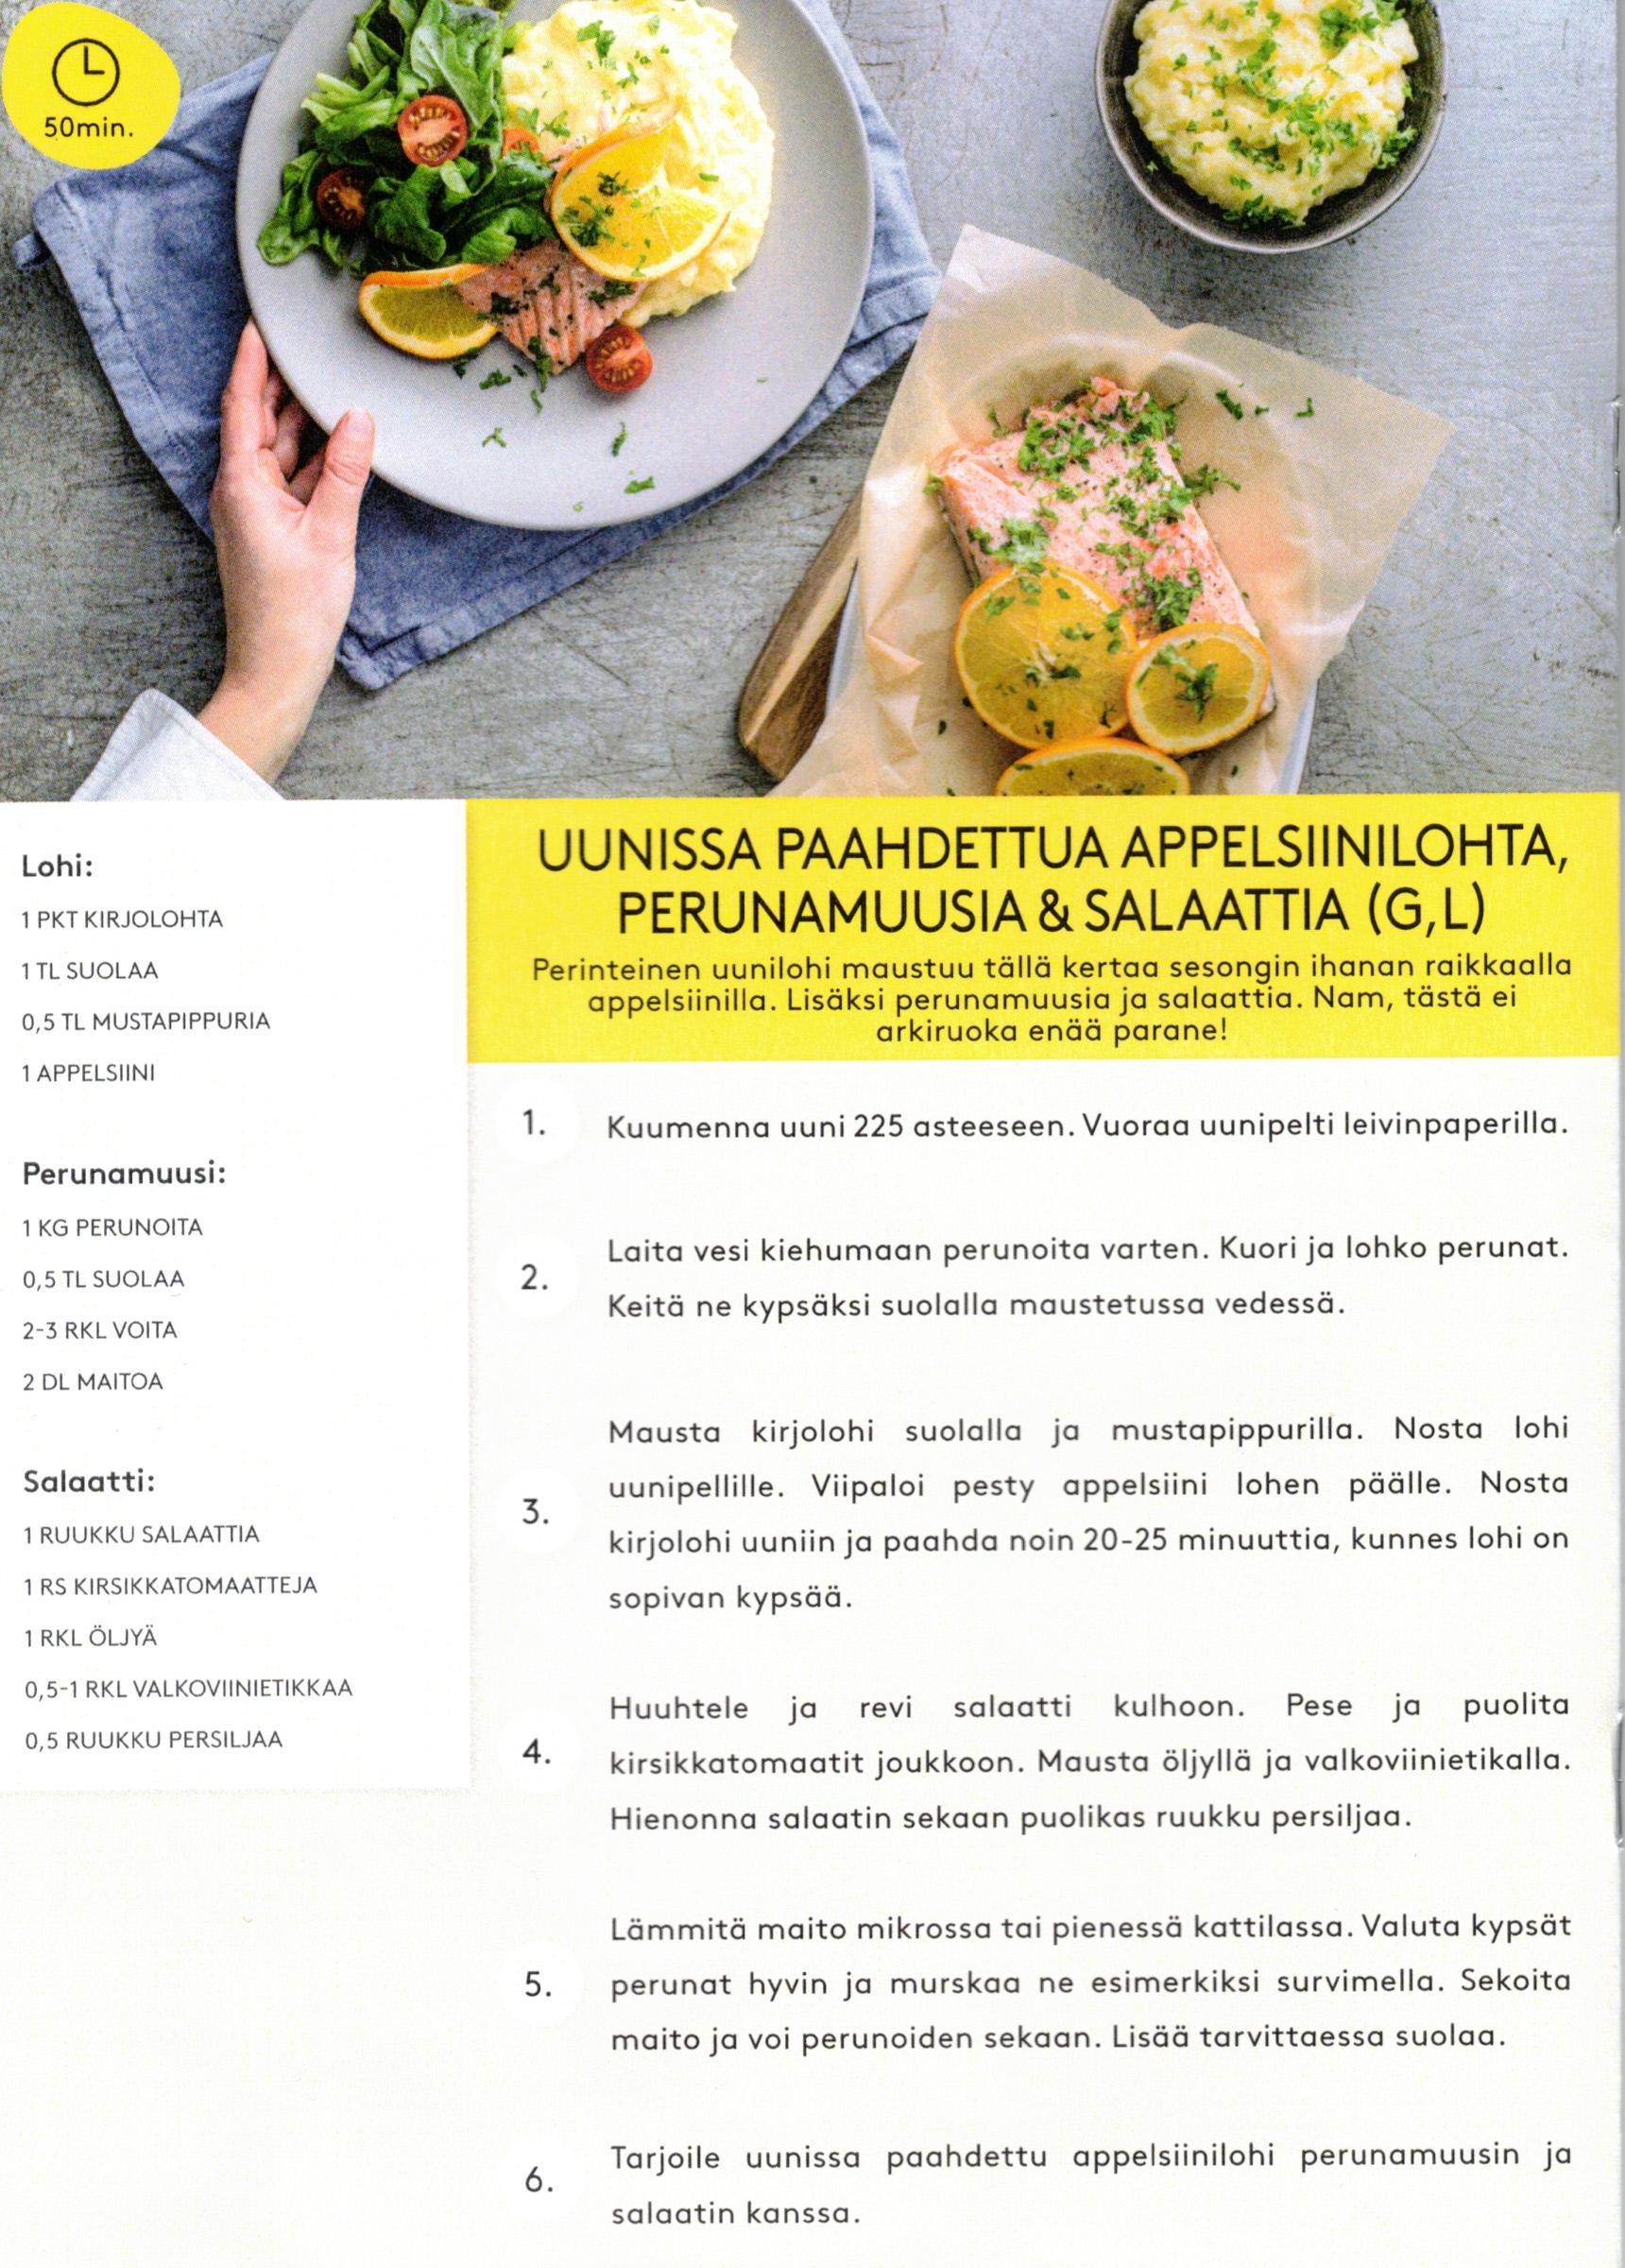 50min.
Lohi:
1 PKT KIRJOLOHTA
1 TL SUOLAA
0,5 TL MUSTAPIPPURIA
1 APPELSIINI
Perunamuusi:
1 KG PERUNOITA
0,5 TL SUOLAA
2-3 RKL VOITA
2 DL MAITOA
Salaatti:
1 RUUKKU SALAATTIA
1 RS KIRSIKKATOMAATTEJA
1 RKL ÖLJYÄ
0,5-1 RKL VALKOVIINIETIKKAA
0,5 RUUKKU PERSILJAA
UUNISSA PAAHDETTUA APPELSIINILOHTA,
PERUNAMUUSIA & SALAATTIA (G,L)
Perinteinen uunilohi maustuu tällä kertaa sesongin ihanan raikkaalla
appelsiinilla. Lisäksi perunamuusia ja salaattia. Nam, tästä ei
arkiruoka enää parane!
1. Kuumenna uuni 225 asteeseen. Vuoraa uunipelti leivinpaperilla.
2. Laita vesi kiehumaan perunoita varten. Kuori ja lohko perunat.
Keitä ne kypsäksi suolalla maustetussa vedessä.
3. Mausta kirjolohi suolalla ja mustapippurilla. Nosta lohi
uunipellille. Viipaloi pesty appelsiini lohen päälle. Nosta
kirjolohi uuniin ja paahda noin 20-25 minuuttia, kunnes lohi on
sopivan kypsää.
4. Huuhtele ja revi salaatti kulhoon. Pese ja puolita
kirsikkatomaatit joukkoon. Mausta öljyllä ja valkoviinietikalla.
Hienonna salaatin sekaan puolikas ruukku persiljaa.
5. Lämmitä maito mikrossa tai pienessä kattilassa. Valuta kypsät
perunat hyvin ja murskaa ne esimerkiksi survimella. Sekoita
maito ja voi perunoiden sekaan. Lisää tarvittaessa suolaa.
6. Tarjoile uunissa paahdettu appelsiinilohi perunamuusin ja
salaatin kanssa.